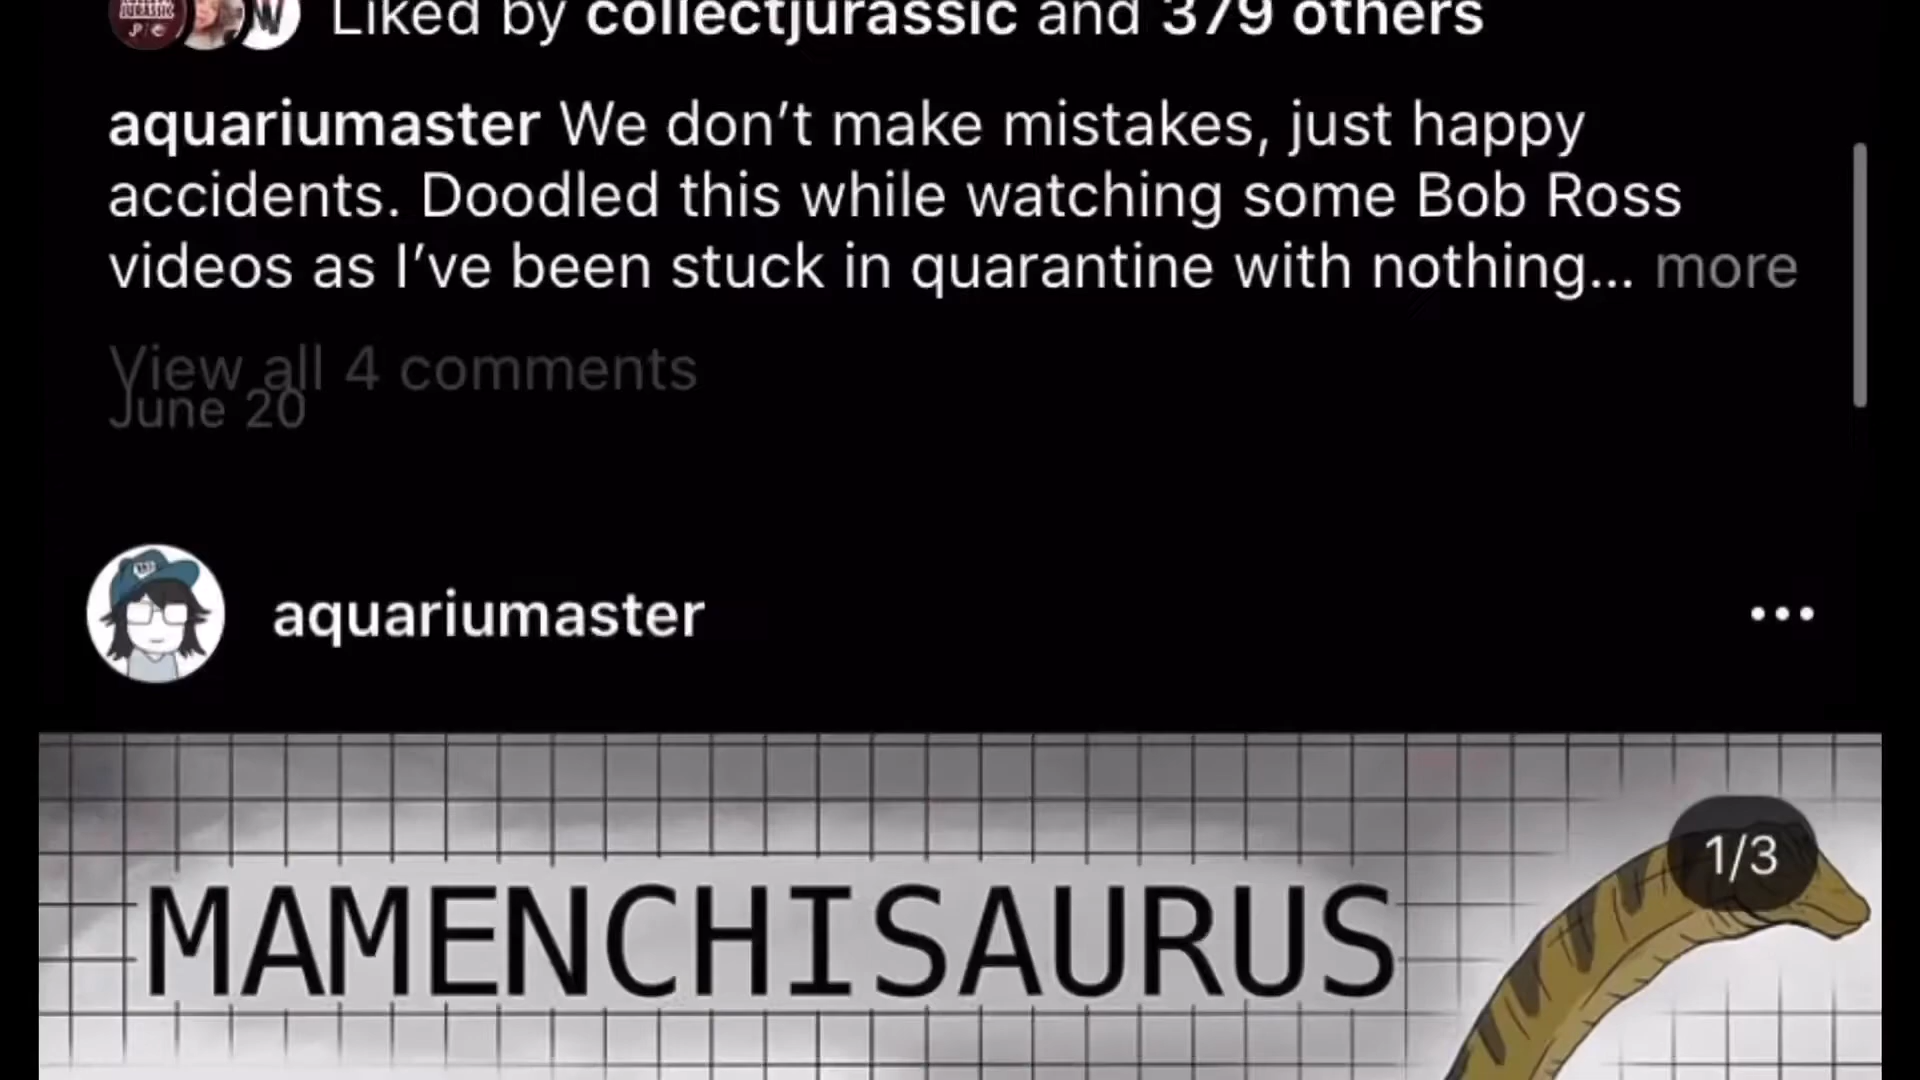 Liked by collectjurassic and 379 others
aquariumaster We don't make mistakes, just happy
accidents. Doodled this while watching some Bob Ross
videos as I've been stuck in quarantine with nothing... more
View all 4 comments
June 20
aquariumaster
1/3
MAMENCHISAURUS